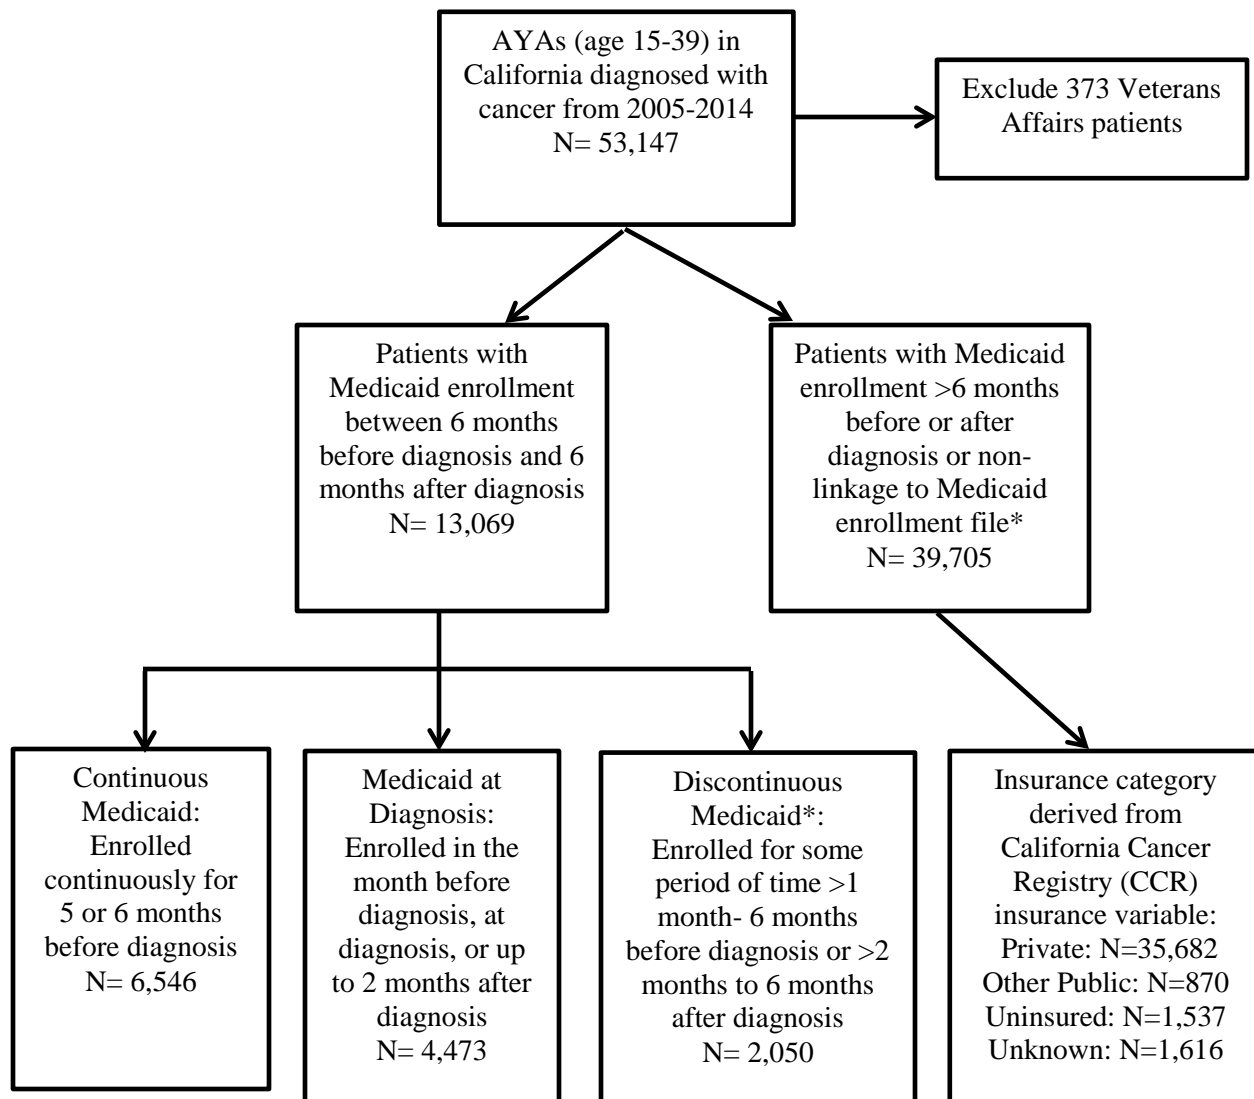 AYAs (age 15-39) in
California diagnosed with
cancer from 2005-2014
N= 53,147
Exclude 373 Veterans
Affairs patients
Patients with
Medicaid enrollment
between 6 months
before diagnosis and 6
months after diagnosis
N= 13,069
Patients with Medicaid
enrollment >6 months
before or after
diagnosis or non-
linkage to Medicaid
enrollment file*
N= 39,705
Continuous
Medicaid:
Enrolled
continuously for
5 or 6 months
before diagnosis
N= 6,546
Medicaid at
Diagnosis:
Enrolled in the
month before
diagnosis, at
diagnosis, or up
to 2 months after
diagnosis
N= 4,473
Discontinuous
Medicaid*:
Enrolled for some
period of time >1
month- 6 months
before diagnosis or >2
months to 6 months
after diagnosis
N= 2,050
Insurance category
derived from
California Cancer
Registry (CCR)
insurance variable:
Private: N=35,682
Other Public: N=870
Uninsured: N=1,537
Unknown: N=1,616